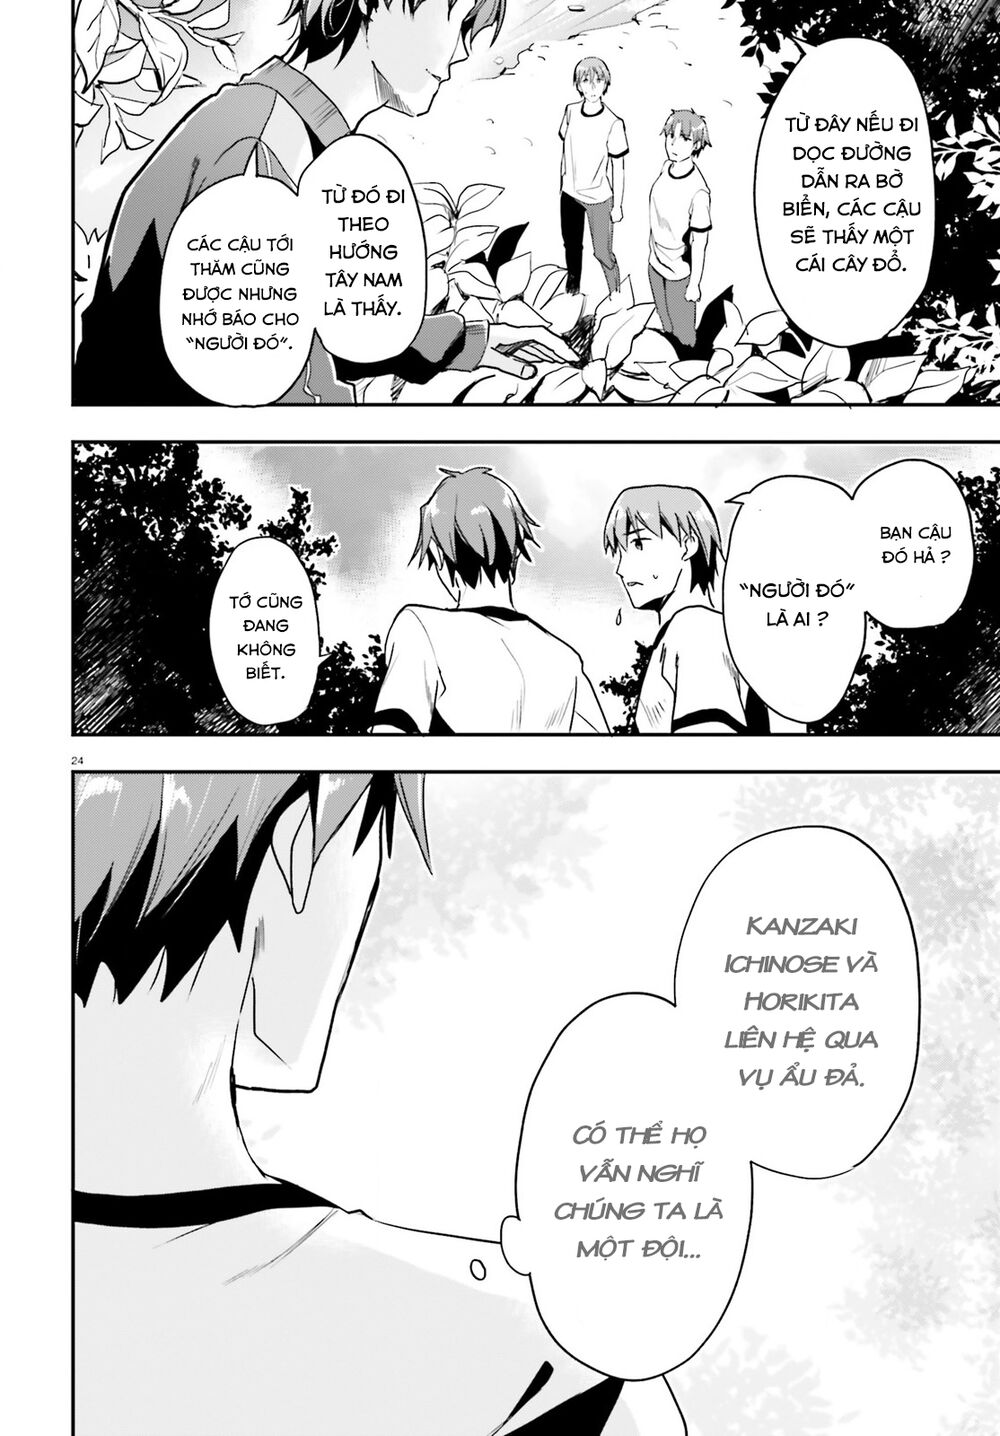 TỪ ĐÂY NẾU ĐI
DỌC ĐƯỜNG
DẪN RA BỜ
BIỂN, CÁC CẬU
SẼ THẤY MỘT
CÁI CÂY ĐỔ.
TỪ ĐÓ ĐI
THEO
HƯỚNG
TÂY NAM
LÀ THẤY.
CÁC CẬU TỚI
THĂM CŨNG
ĐƯỢC NHƯNG
NHỚ BÁO CHO
“NGƯỜI ĐÓ”.
BẠN CẬU
ĐÓ HẢ ?
“NGƯỜI ĐÓ”
LÀ AI ?
TỚ CŨNG
ĐANG
KHÔNG
BIẾT.
24
KANZAKI
ICHINOSE VÀ
HORIKITA
LIÊN HỆ QUA
VỤ ẨU ĐẢ.
CÓ THỂ HỌ
VẪN NGHĨ
CHÚNG TA LÀ
MỘT ĐỘI...